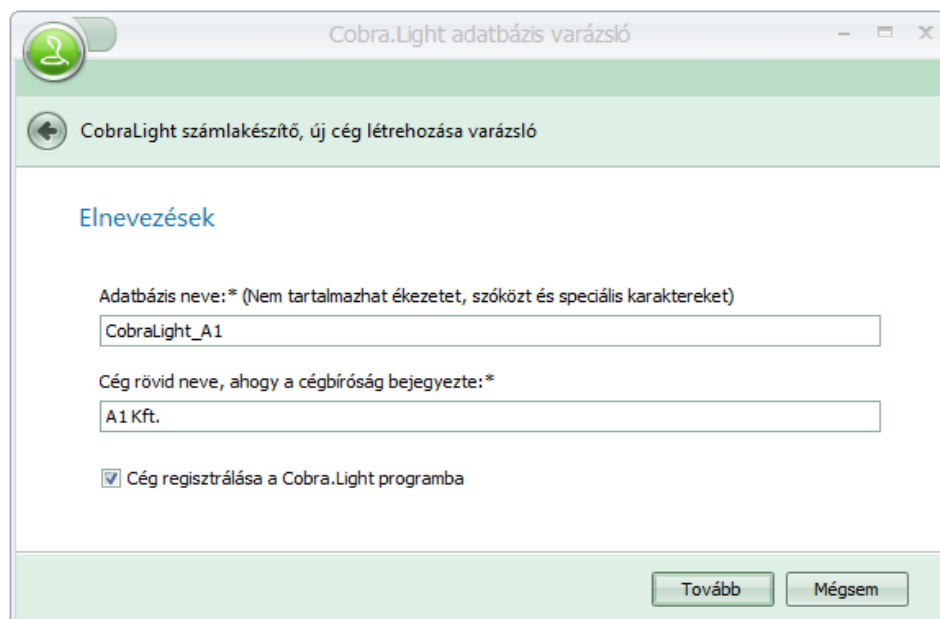 Cobra.Light adatbázis varázsló
CobraLight számlakészítő, új cég létrehozása varázsló
Elnevezések
Adatbázis neve:* (Nem tartalmazhat ékezetet, szóközt és speciális karaktereket)
CobraLight_A1
Cég rövid neve, ahogy a cégbíróság bejegyezte:*
A1 Kft.
Cég regisztrálása a Cobra.Light programba
Tovább
Mégsem